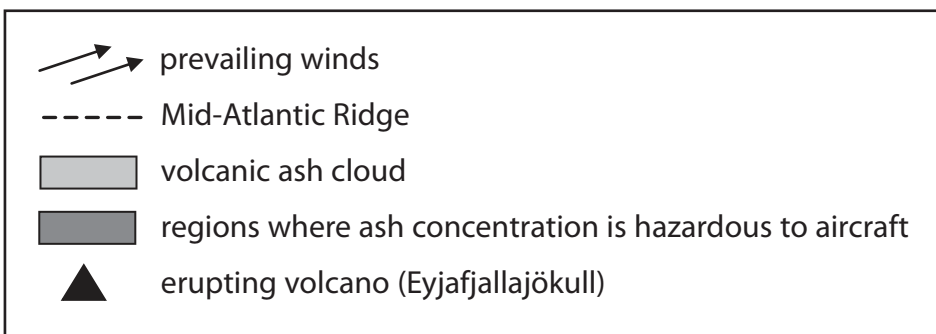 prevailing winds
Mid-Atlantic Ridge
volcanic ash cloud
regions where ash concentration is hazardous to aircraft
erupting volcano (Eyjafjallajökull)